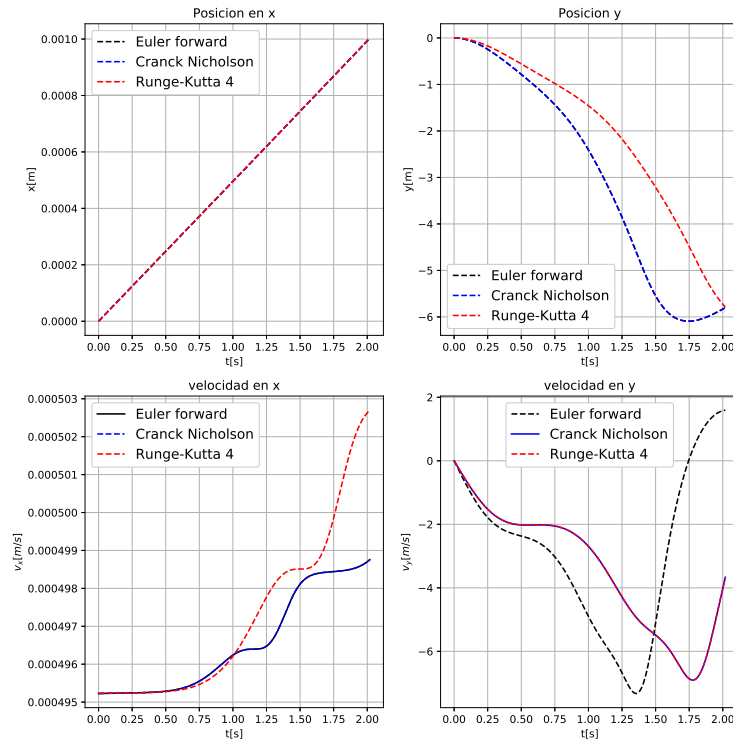 Posicion en x
x[m]
0.0010
0.0008
0.0006
0.0004
0.0002
0.0000
Euler forward
Cranck Nicholson
Runge-Kutta 4
0.00 0.25 0.50 0.75 1.00 1.25 1.50 1.75 2.00
t[s]
Posicion y
y[m]
0
−1
−2
−3
−4
−5
−6
Euler forward
Cranck Nicholson
Runge-Kutta 4
0.00 0.25 0.50 0.75 1.00 1.25 1.50 1.75 2.00
t[s]
velocidad en x
vₓ[m/s]
0.000503
0.000502
0.000501
0.000500
0.000499
0.000498
0.000497
0.000496
0.000495
Euler forward
Cranck Nicholson
Runge-Kutta 4
0.00 0.25 0.50 0.75 1.00 1.25 1.50 1.75 2.00
t[s]
velocidad en y
v_y[m/s]
2
0
−2
−4
−6
Euler forward
Cranck Nicholson
Runge-Kutta 4
0.00 0.25 0.50 0.75 1.00 1.25 1.50 1.75 2.00
t[s]